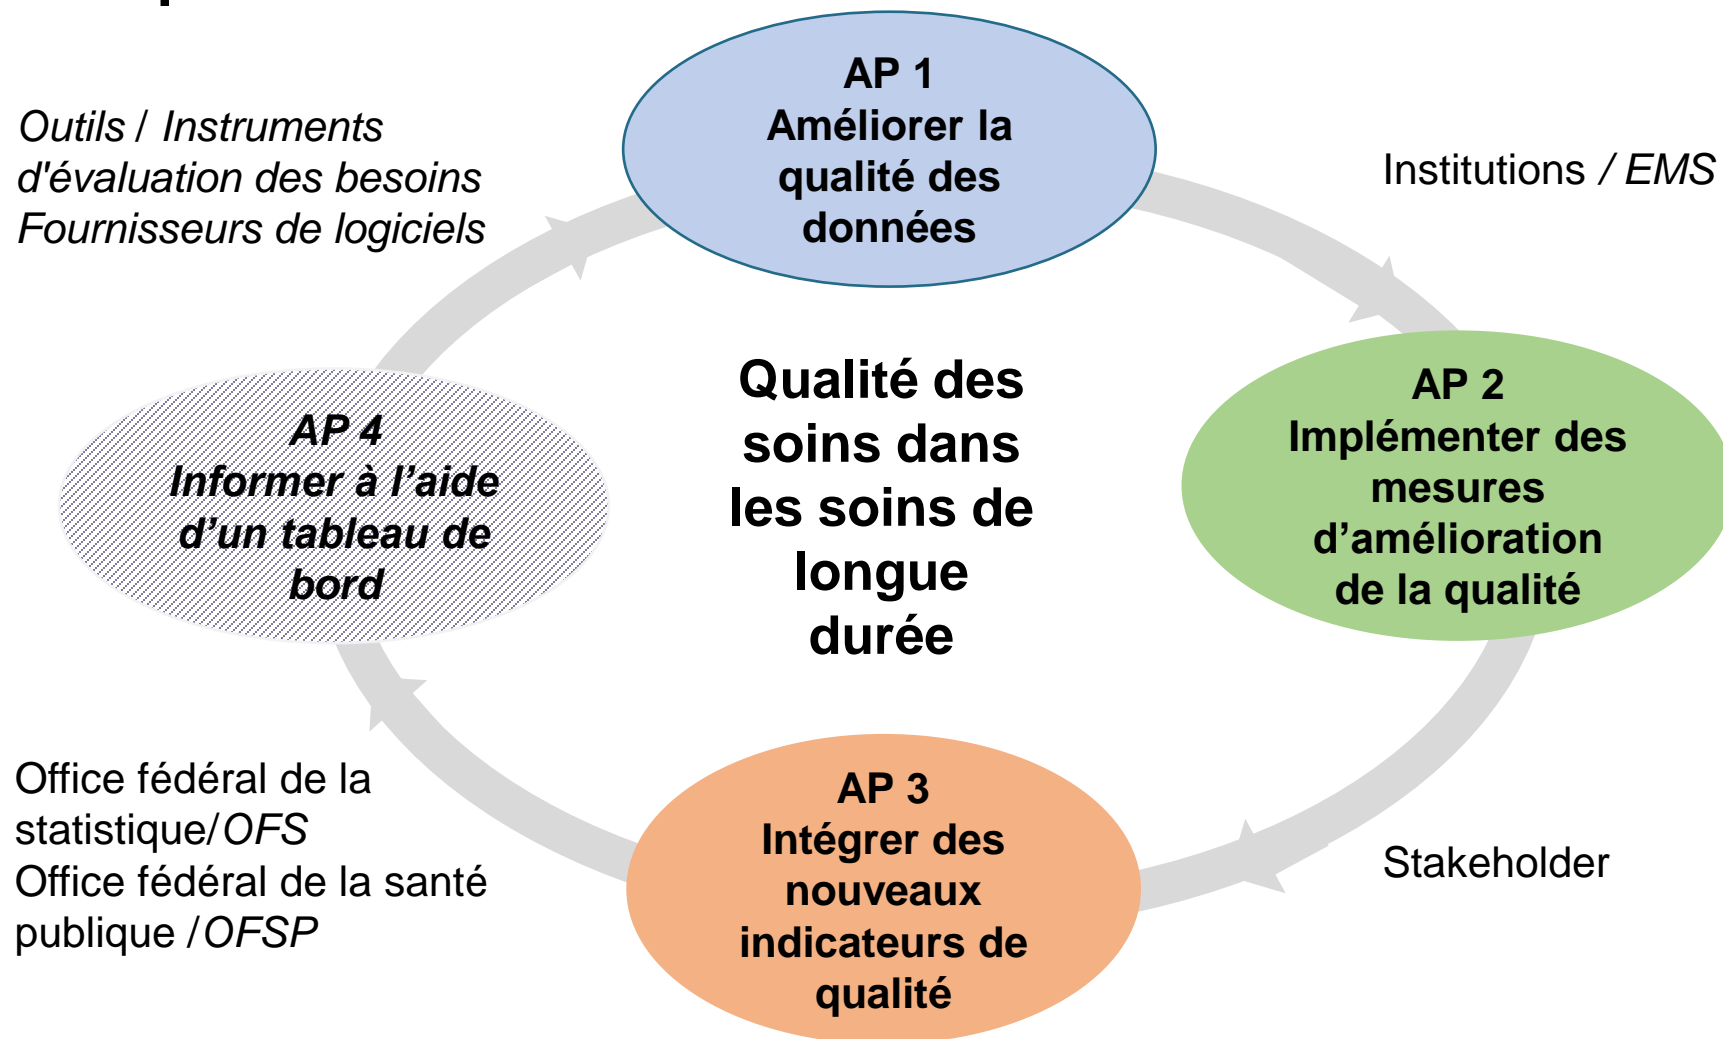 AP 1
Améliorer la
qualité des
données
Outils / Instruments
d'évaluation des besoins
Fournisseurs de logiciels
Institutions / EMS
AP 2
Implémenter des
mesures
d’amélioration
de la qualité
Qualité des
soins dans
les soins de
longue
durée
AP 4
Informer à l’aide
d’un tableau de
bord
Office fédéral de la
statistique/OFS
Office fédéral de la santé
publique /OFSP
AP 3
Intégrer des
nouveaux
indicateurs de
qualité
Stakeholder